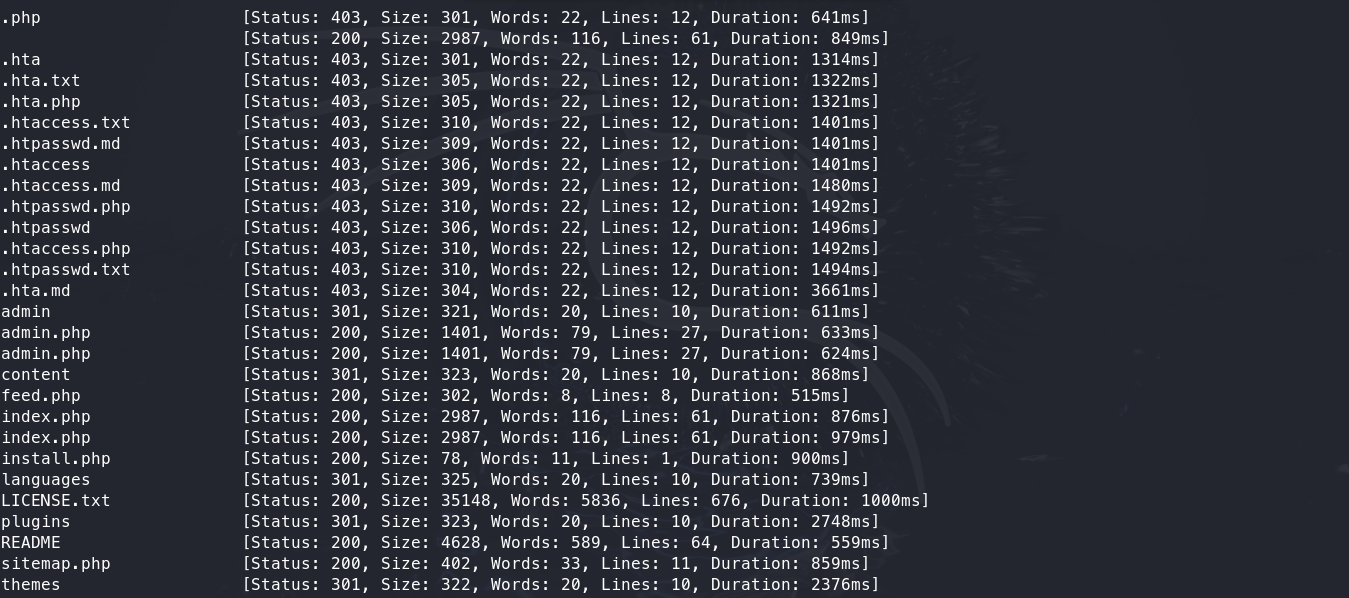 .php [Status: 403, Size: 301, Words: 22, Lines: 12, Duration: 641ms]
[Status: 200, Size: 2987, Words: 116, Lines: 61, Duration: 849ms]
.hta [Status: 403, Size: 301, Words: 22, Lines: 12, Duration: 1314ms]
.hta.txt [Status: 403, Size: 305, Words: 22, Lines: 12, Duration: 1322ms]
.hta.php [Status: 403, Size: 305, Words: 22, Lines: 12, Duration: 1321ms]
.htaccess.txt [Status: 403, Size: 310, Words: 22, Lines: 12, Duration: 1401ms]
.htpasswd.md [Status: 403, Size: 309, Words: 22, Lines: 12, Duration: 1401ms]
.htaccess [Status: 403, Size: 306, Words: 22, Lines: 12, Duration: 1401ms]
.htaccess.md [Status: 403, Size: 309, Words: 22, Lines: 12, Duration: 1480ms]
.htpasswd.php [Status: 403, Size: 310, Words: 22, Lines: 12, Duration: 1492ms]
.htpasswd [Status: 403, Size: 306, Words: 22, Lines: 12, Duration: 1496ms]
.htaccess.php [Status: 403, Size: 310, Words: 22, Lines: 12, Duration: 1492ms]
.htpasswd.txt [Status: 403, Size: 310, Words: 22, Lines: 12, Duration: 1494ms]
.hta.md [Status: 403, Size: 304, Words: 22, Lines: 12, Duration: 3661ms]
admin [Status: 301, Size: 321, Words: 20, Lines: 10, Duration: 611ms]
admin.php [Status: 200, Size: 1401, Words: 79, Lines: 27, Duration: 633ms]
admin.php [Status: 200, Size: 1401, Words: 79, Lines: 27, Duration: 624ms]
content [Status: 301, Size: 323, Words: 20, Lines: 10, Duration: 868ms]
feed.php [Status: 200, Size: 302, Words: 8, Lines: 8, Duration: 515ms]
index.php [Status: 200, Size: 2987, Words: 116, Lines: 61, Duration: 876ms]
index.php [Status: 200, Size: 2987, Words: 116, Lines: 61, Duration: 979ms]
install.php [Status: 200, Size: 78, Words: 11, Lines: 1, Duration: 900ms]
languages [Status: 301, Size: 325, Words: 20, Lines: 10, Duration: 739ms]
LICENSE.txt [Status: 200, Size: 35148, Words: 5836, Lines: 676, Duration: 1000ms]
plugins [Status: 301, Size: 323, Words: 20, Lines: 10, Duration: 2748ms]
README [Status: 200, Size: 4628, Words: 589, Lines: 64, Duration: 559ms]
sitemap.php [Status: 200, Size: 402, Words: 33, Lines: 11, Duration: 859ms]
themes [Status: 301, Size: 322, Words: 20, Lines: 10, Duration: 2376ms]